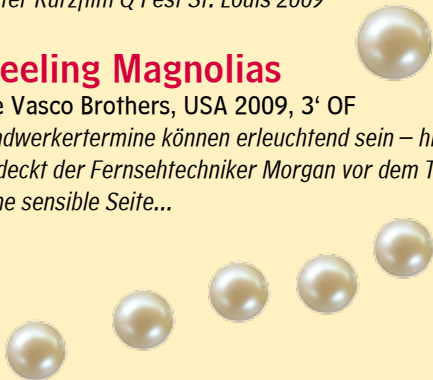 er Kurzfilm Q Fest St. Louis 2009
eeling Magnolias
e Vasco Brothers, USA 2009, 3‘ OF
ndwerkertermine können erleuchtend sein – hi
deckt der Fernsehtechniker Morgan vor dem T
ne sensible Seite...